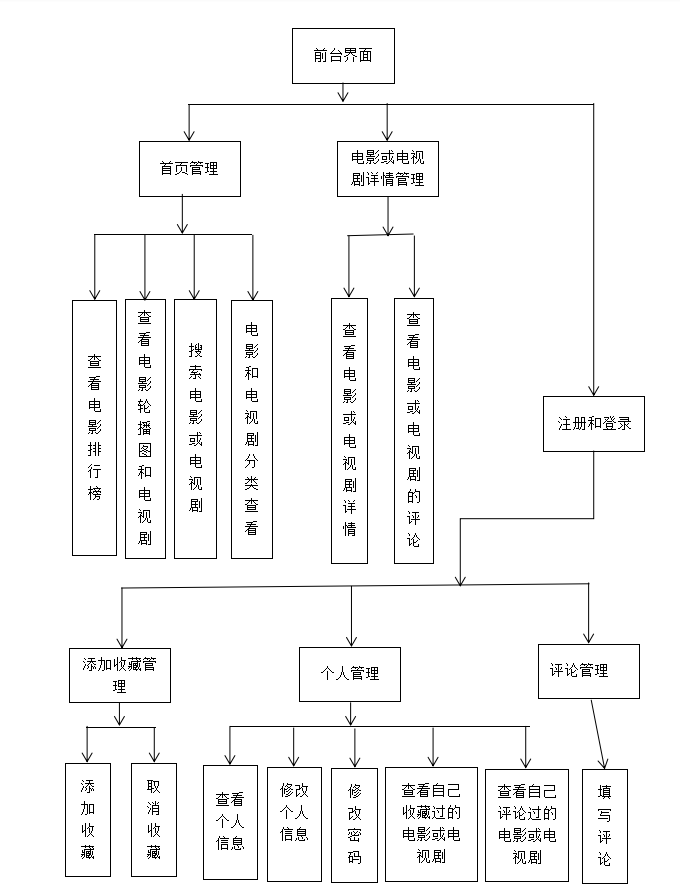 前台界面
首页管理
电影或电视
剧详情管理
查看电影排行榜
查看电影轮播图和电视剧
搜索电影或电视剧
电影和电视剧分类查看
查看电影或电视剧详情
查看电影或电视剧的评论
注册和登录
添加收藏管
理
个人管理
评论管理
添加收藏
取消收藏
查看
个人
信息
修改
个人
信息
修改密码
查看自己
收藏过的
电影或电
视剧
查看自己
评论过的
电影或电
视剧
填写评论